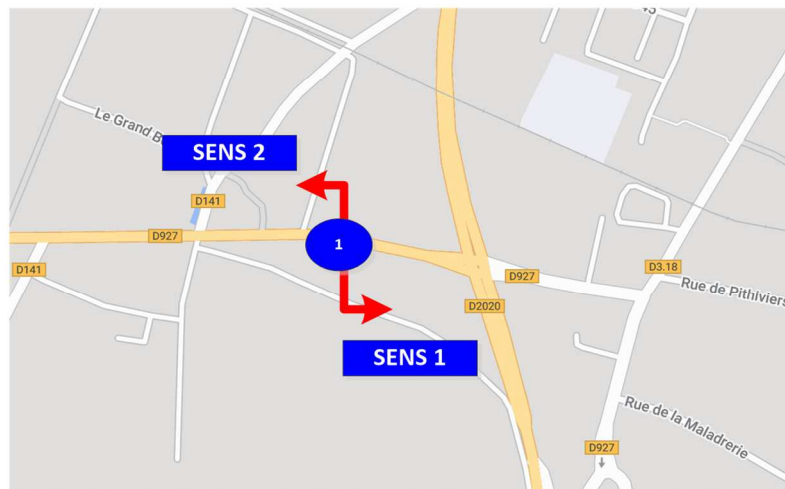 Le Grand B
SENS 2
D141
D927
1
D141
D927
D3.18
Rue de Pithiviers
D2020
SENS 1
Rue de la Maladrerie
D927